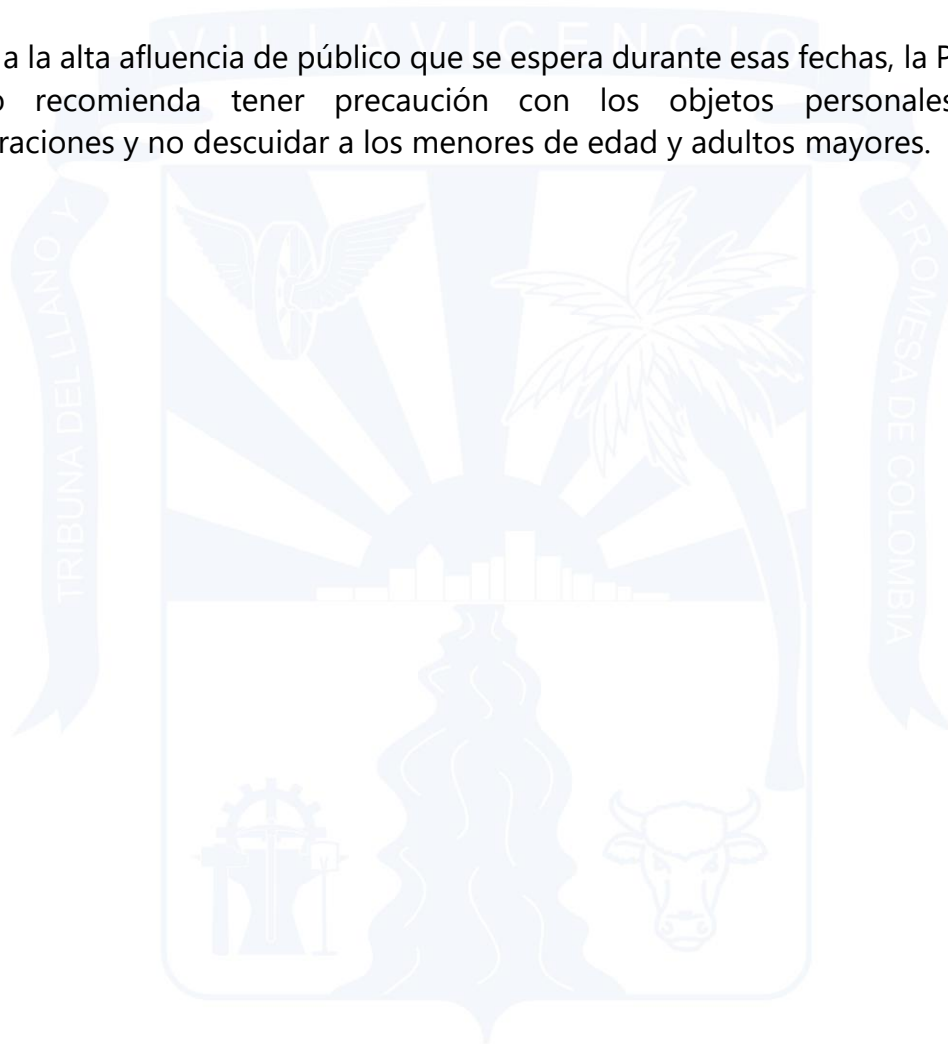 VILLAVICENCIO
a la alta afluencia de público que se espera durante esas fechas, la P
recomienda tener precaución con los objetos personales
raciones y no descuidar a los menores de edad y adultos mayores.
TRIBUNA DEL LLANO Y
PROMESA DE COLOMBIA